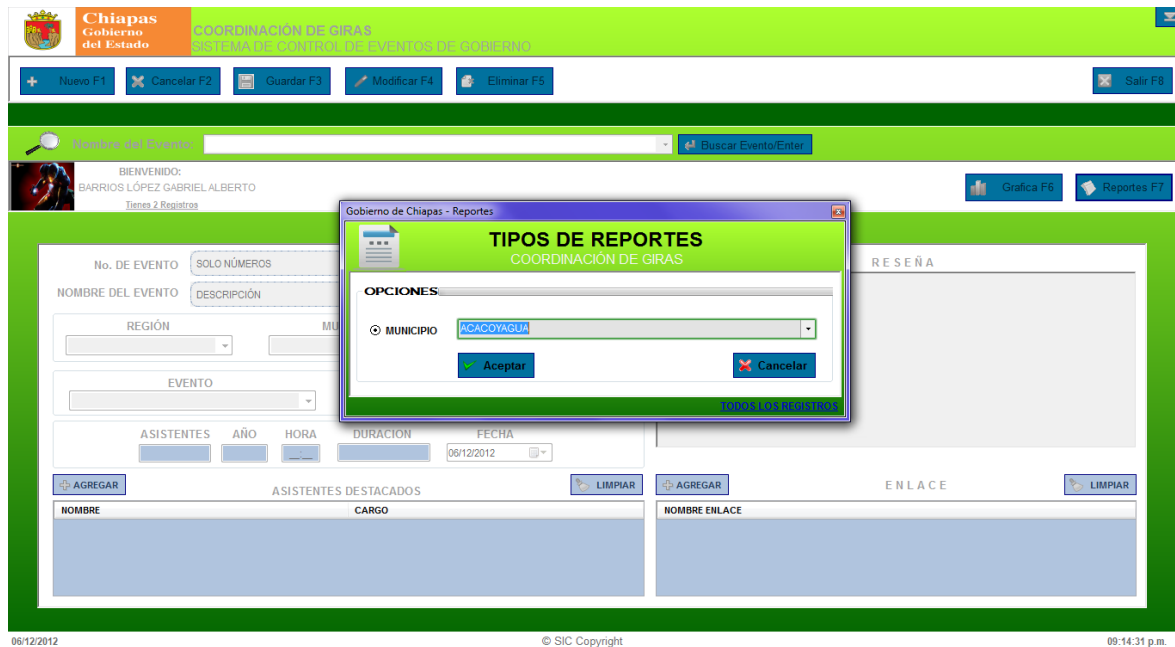 Chiapas
Gobierno
del Estado
COORDINACIÓN DE GIRAS
SISTEMA DE CONTROL DE EVENTOS DE GOBIERNO
Nuevo F1
Cancelar F2
Guardar F3
Modificar F4
Eliminar F5
Salir F8
Nombre del Evento:
Buscar Evento/Enter
BIENVENIDO:
BARRIOS LÓPEZ GABRIEL ALBERTO
Tienes 2 Registros
Grafica F6
Reportes F7
Gobierno de Chiapas - Reportes
TIPOS DE REPORTES
COORDINACIÓN DE GIRAS
OPCIONES
MUNICIPIO
ACACOYAGUA
Aceptar
Cancelar
TODOS LOS REGISTROS
No. DE EVENTO
SOLO NÚMEROS
NOMBRE DEL EVENTO
DESCRIPCIÓN
REGIÓN
MU
EVENTO
RESEÑA
ASISTENTES
AÑO
HORA
DURACION
FECHA
__:__
06/12/2012
AGREGAR
ASISTENTES DESTACADOS
LIMPIAR
NOMBRE
CARGO
AGREGAR
ENLACE
LIMPIAR
NOMBRE ENLACE
06/12/2012
© SIC Copyright
09:14:31 p.m.